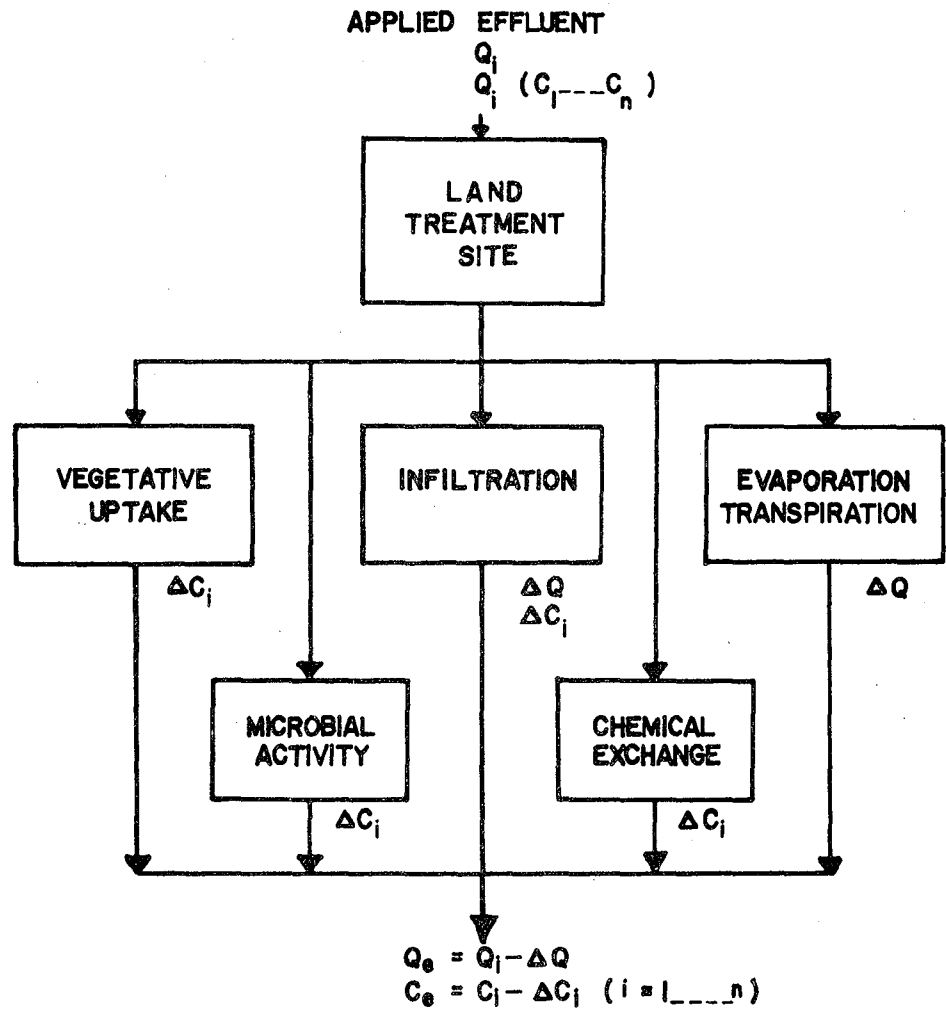 APPLIED EFFLUENT
Qi
Qi (C1---Cn)
LAND
TREATMENT
SITE
VEGETATIVE
UPTAKE
ΔCi
INFILTRATION
ΔQ
ΔCi
EVAPORATION
TRANSPIRATION
ΔQ
MICROBIAL
ACTIVITY
ΔCi
CHEMICAL
EXCHANGE
ΔCi
Qe = Qi - ΔQ
Ce = Ci - ΔCi (i = 1____n)